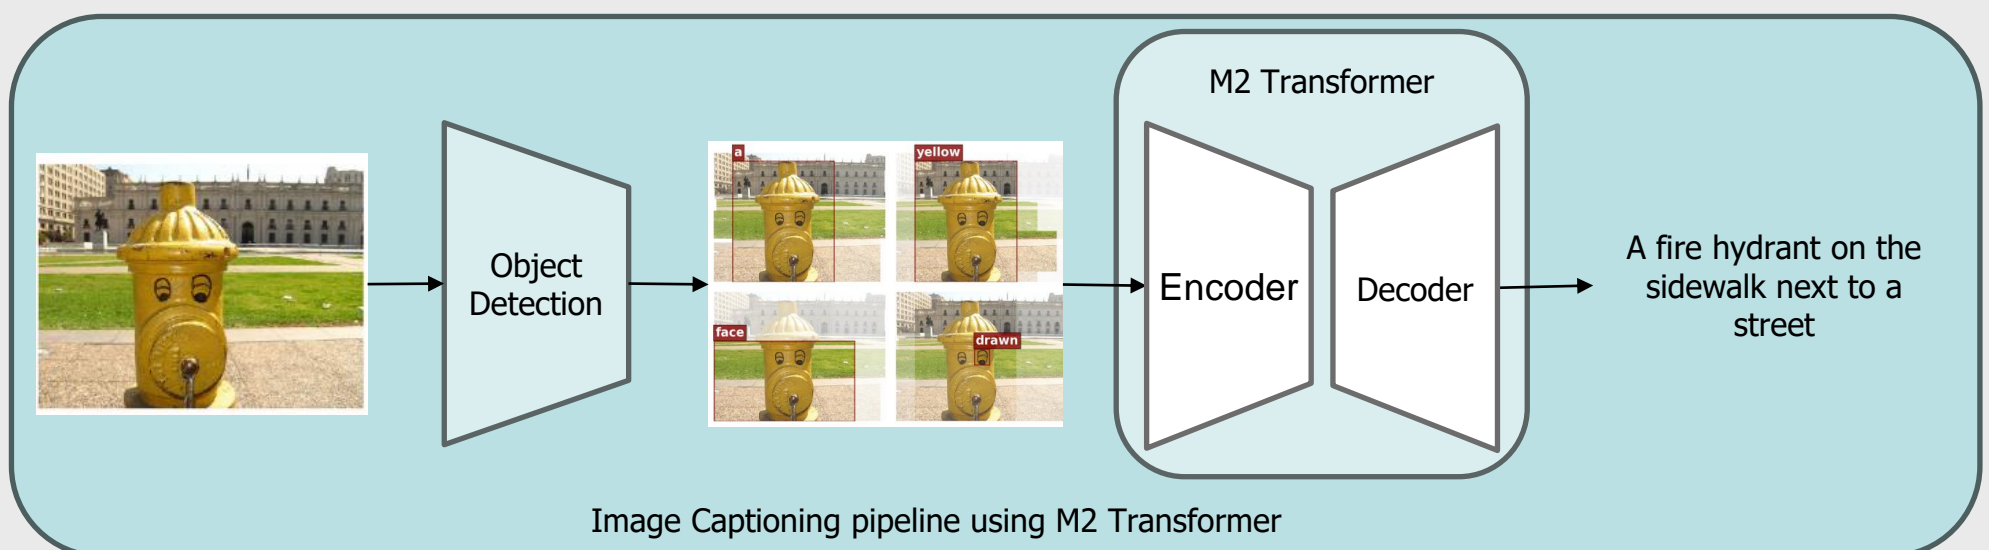 M2 Transformer
a
yellow
face
drawn
Object
Detection
Encoder
Decoder
A fire hydrant on the
sidewalk next to a
street
Image Captioning pipeline using M2 Transformer